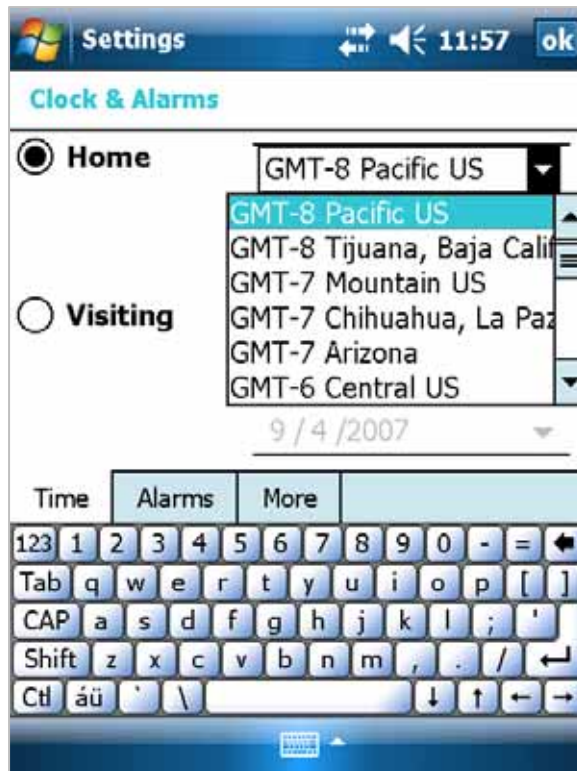 Settings 11:57 ok
Clock & Alarms
Home GMT-8 Pacific US
GMT-8 Pacific US
GMT-8 Tijuana, Baja Calif
GMT-7 Mountain US
Visiting GMT-7 Chihuahua, La Paz
GMT-7 Arizona
GMT-6 Central US
9 / 4 /2007
Time Alarms More
123 1 2 3 4 5 6 7 8 9 0 - =
Tab q w e r t y u i o p [ ]
CAP a s d f g h j k l ; '
Shift z x c v b n m , . /
Ctl áü ` \